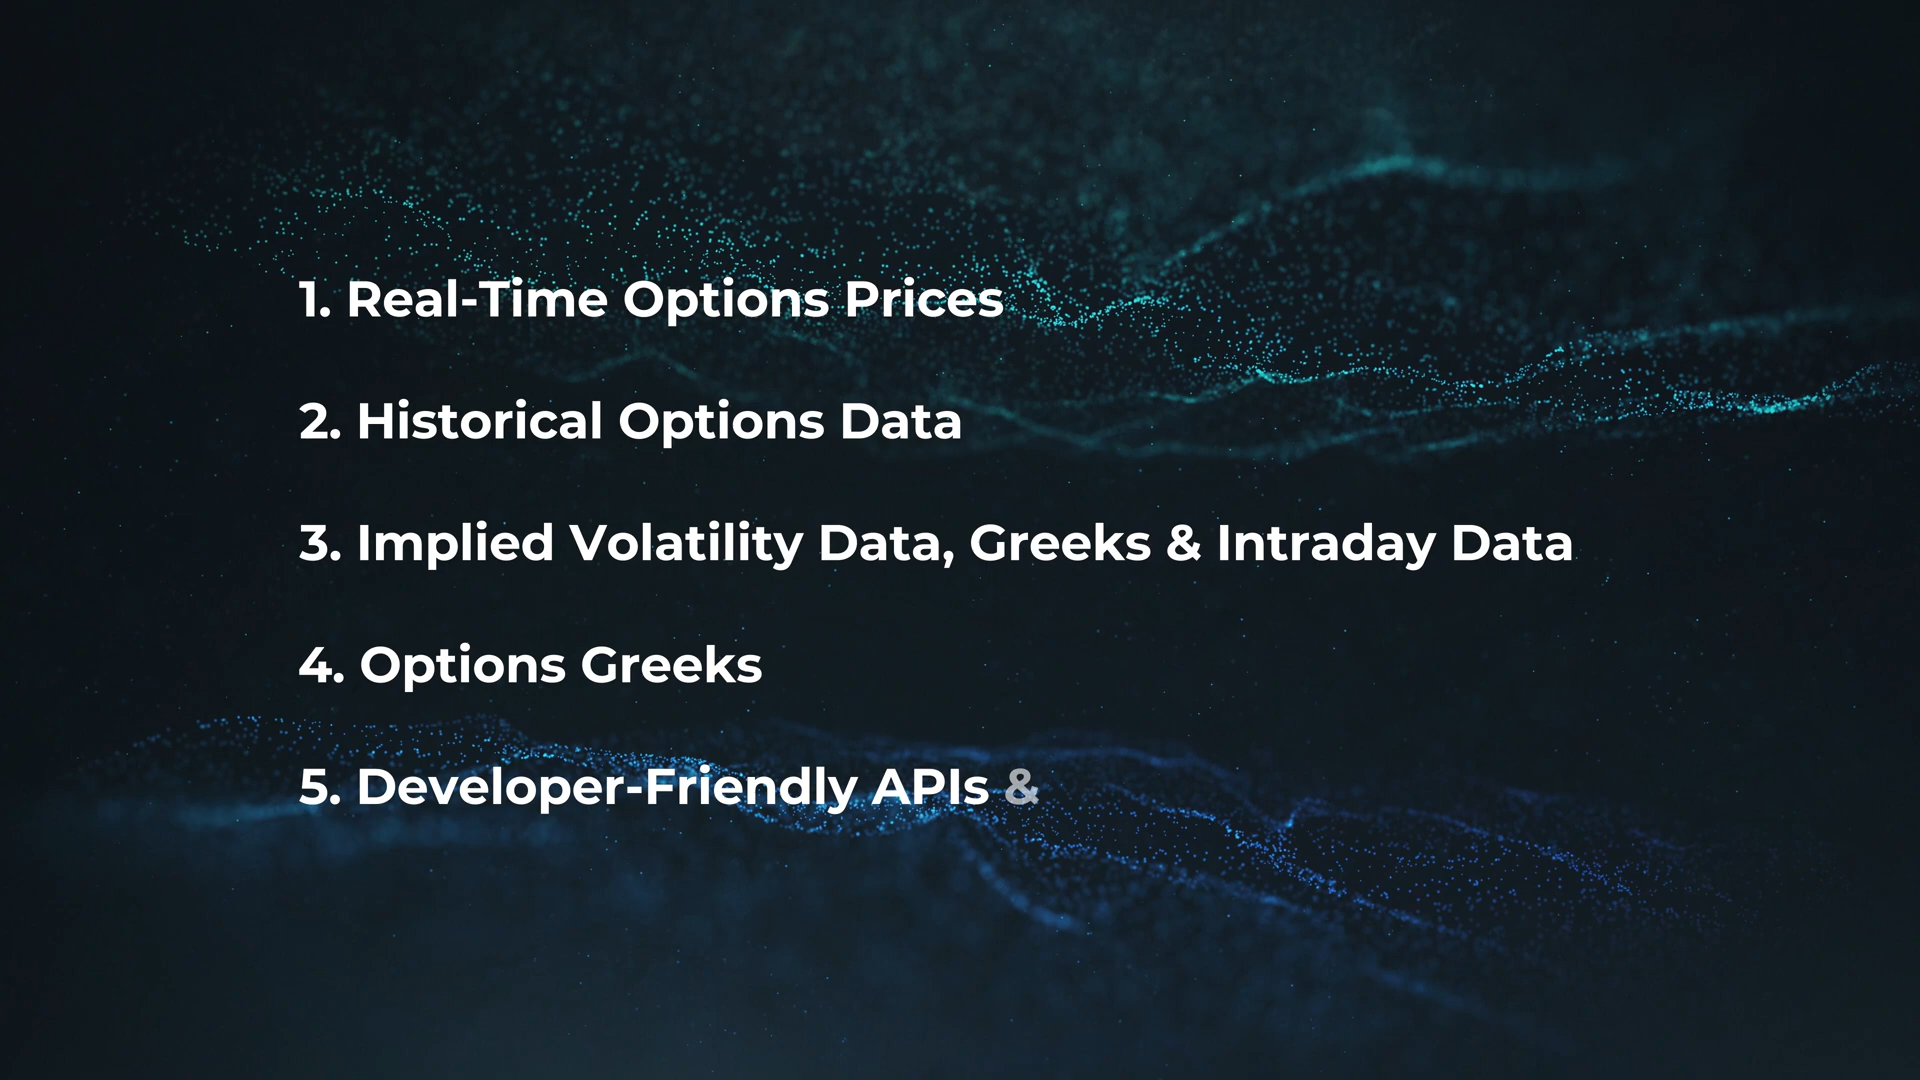 1. Real-Time Options Prices
2. Historical Options Data
3. Implied Volatility Data, Greeks & Intraday Data
4. Options Greeks
5. Developer-Friendly APIs &